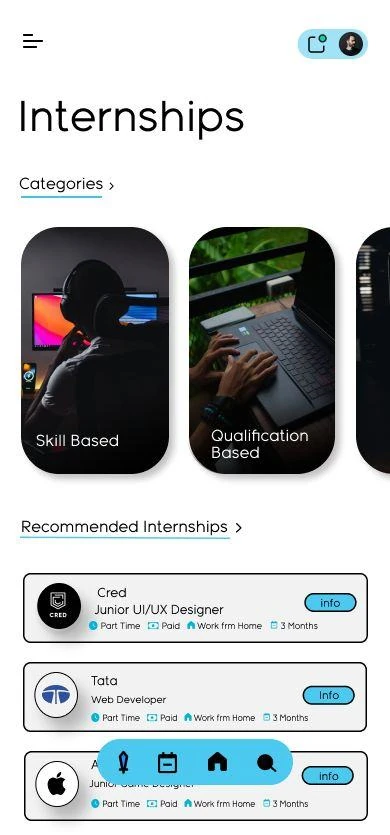 Internships
Categories ›
Skill Based
Qualification
Based
Recommended Internships ›
Cred
Junior UI/UX Designer
Part Time Paid Work frm Home 3 Months
info
CRED
Tata
Web Developer
Part Time Paid Work frm Home 3 Months
Info
Part Time Paid Work frm Home 3 Months
info